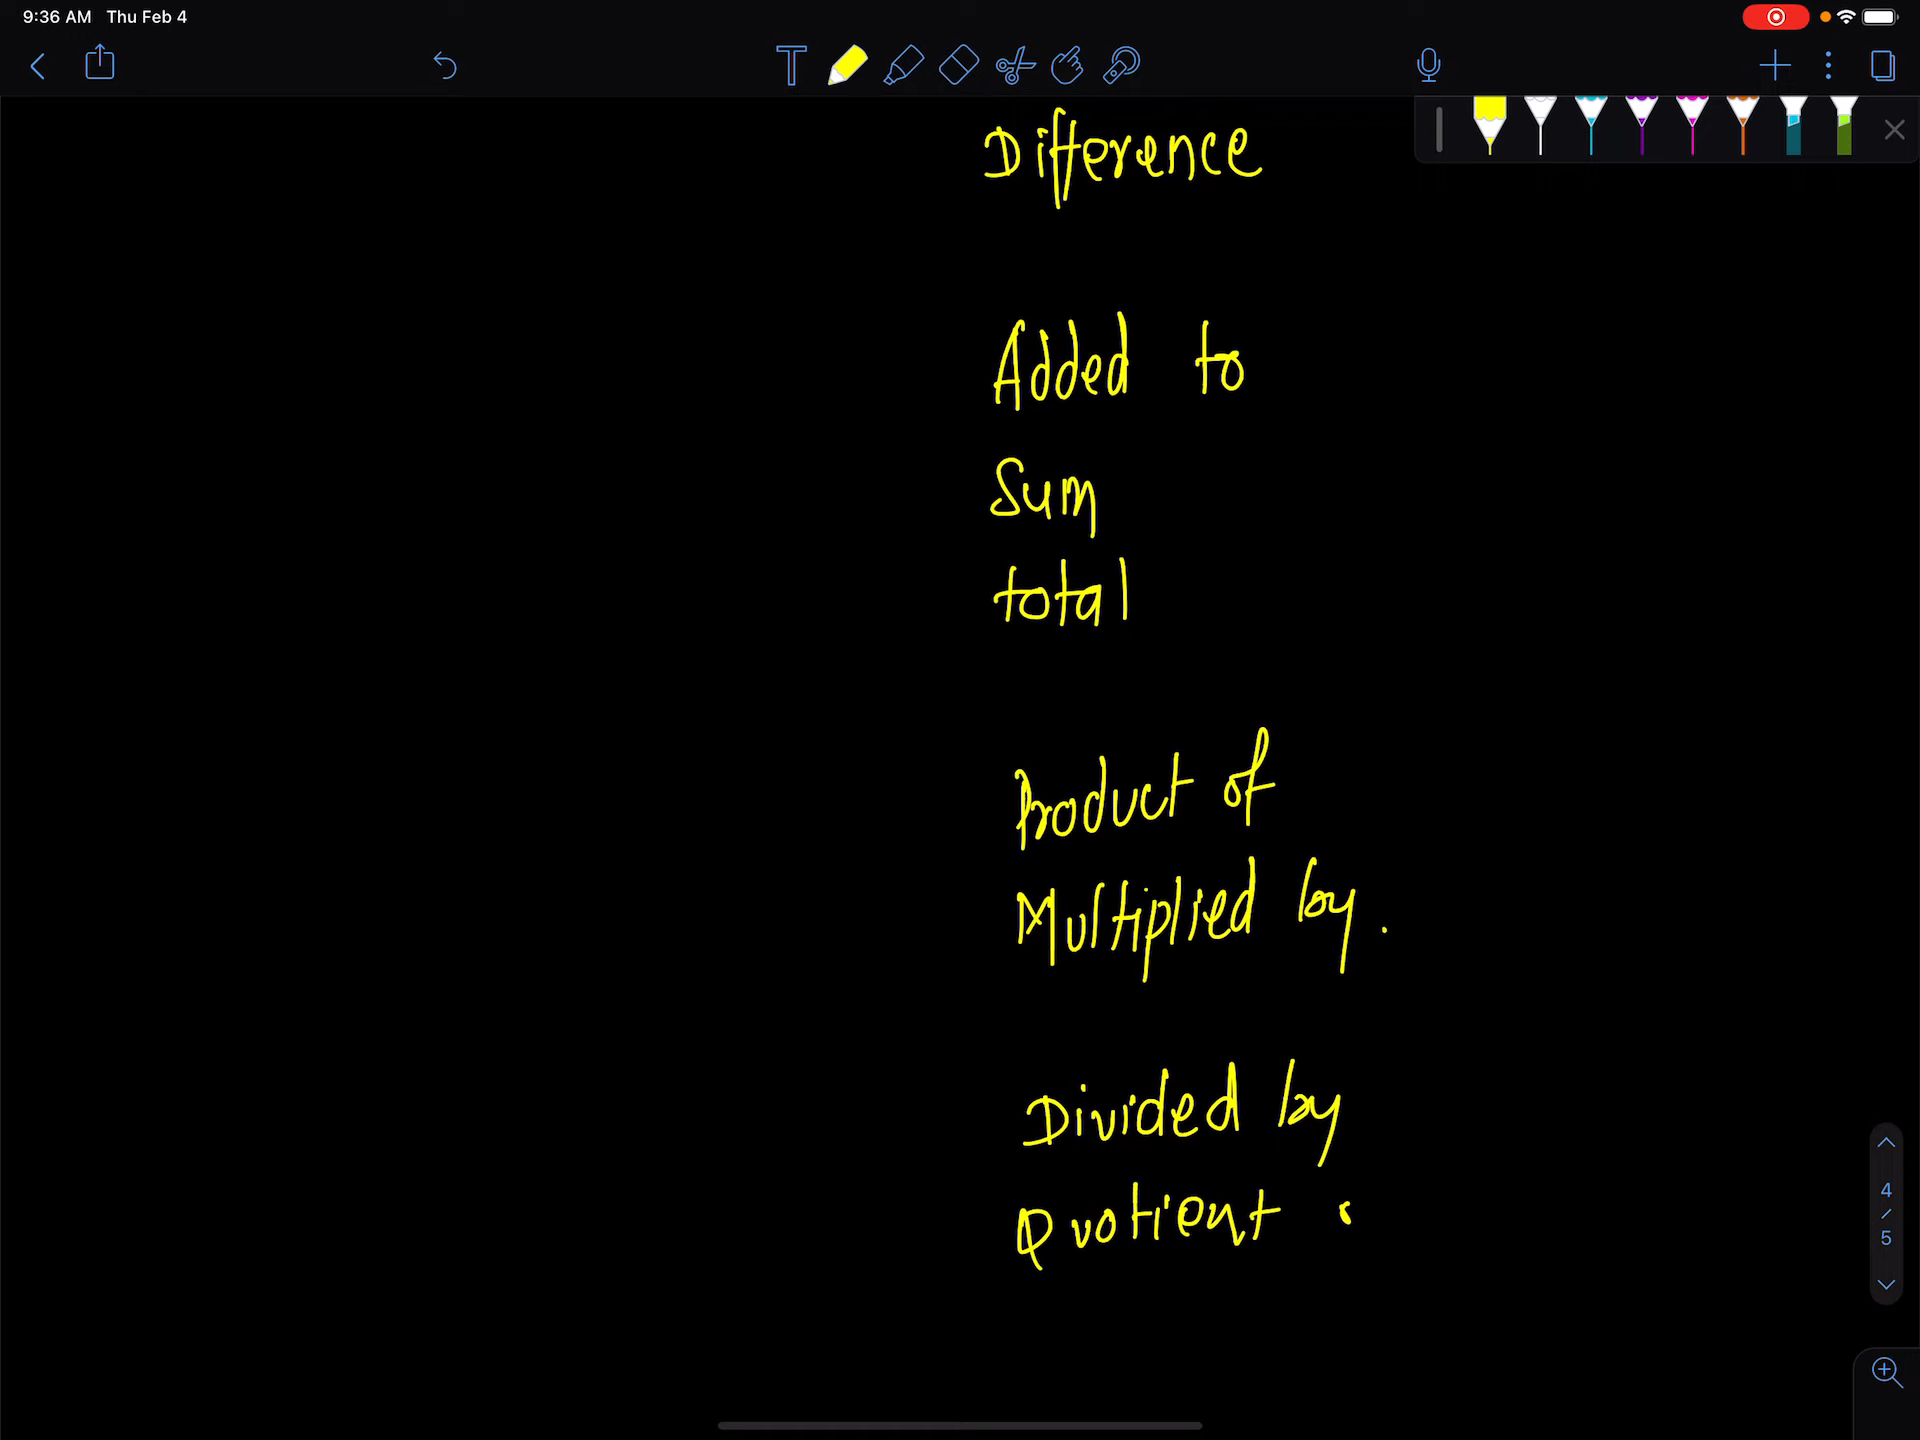 9:36 AM Thu Feb 4
Difference
Added to
Sum
total
Product of
Multiplied by.
Divided by
Quotient
4
/
5